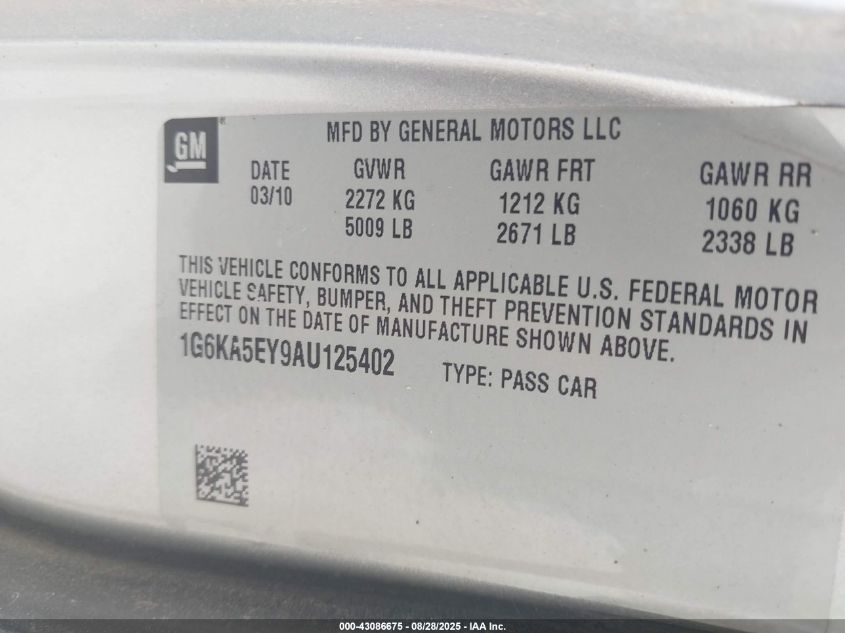 GM
MFD BY GENERAL MOTORS LLC
DATE GVWR GAWR FRT GAWR RR
03/10 2272 KG 1212 KG 1060 KG
5009 LB 2671 LB 2338 LB
THIS VEHICLE CONFORMS TO ALL APPLICABLE U.S. FEDERAL MOTOR
VEHICLE SAFETY, BUMPER, AND THEFT PREVENTION STANDARDS IN
EFFECT ON THE DATE OF MANUFACTURE SHOWN ABOVE.
1G6KA5EY9AU125402 TYPE: PASS CAR
000-43086675 - 08/28/2025 - IAA Inc.